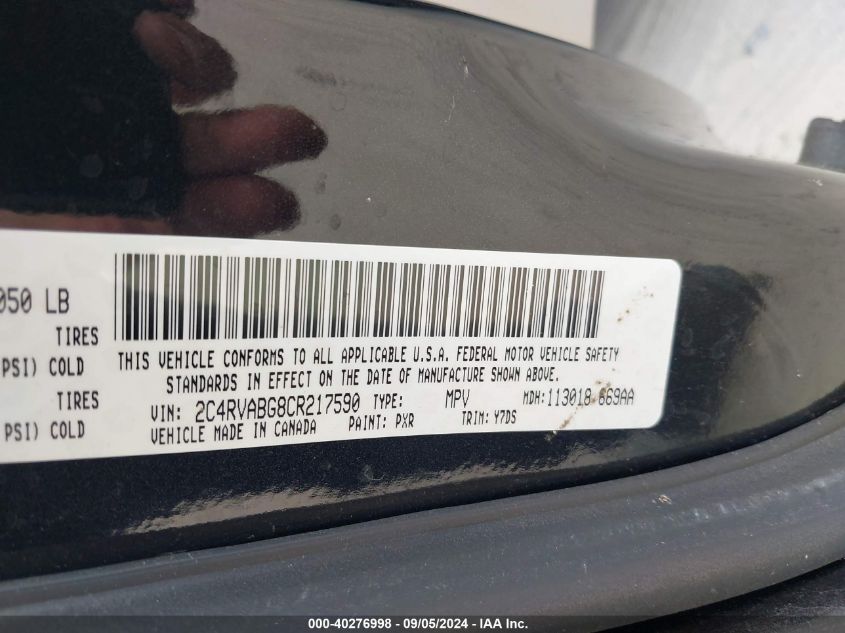 050 LB
TIRES
PSI) COLD
TIRES
PSI) COLD
THIS VEHICLE CONFORMS TO ALL APPLICABLE U.S.A. FEDERAL MOTOR VEHICLE SAFETY
STANDARDS IN EFFECT ON THE DATE OF MANUFACTURE SHOWN ABOVE.
VIN: 2C4RVABG8CR217590 TYPE: MPV MDH:113018 669AA
VEHICLE MADE IN CANADA PAINT: PXR TRIM: Y7DS
000-40276998 - 09/05/2024 - IAA Inc.